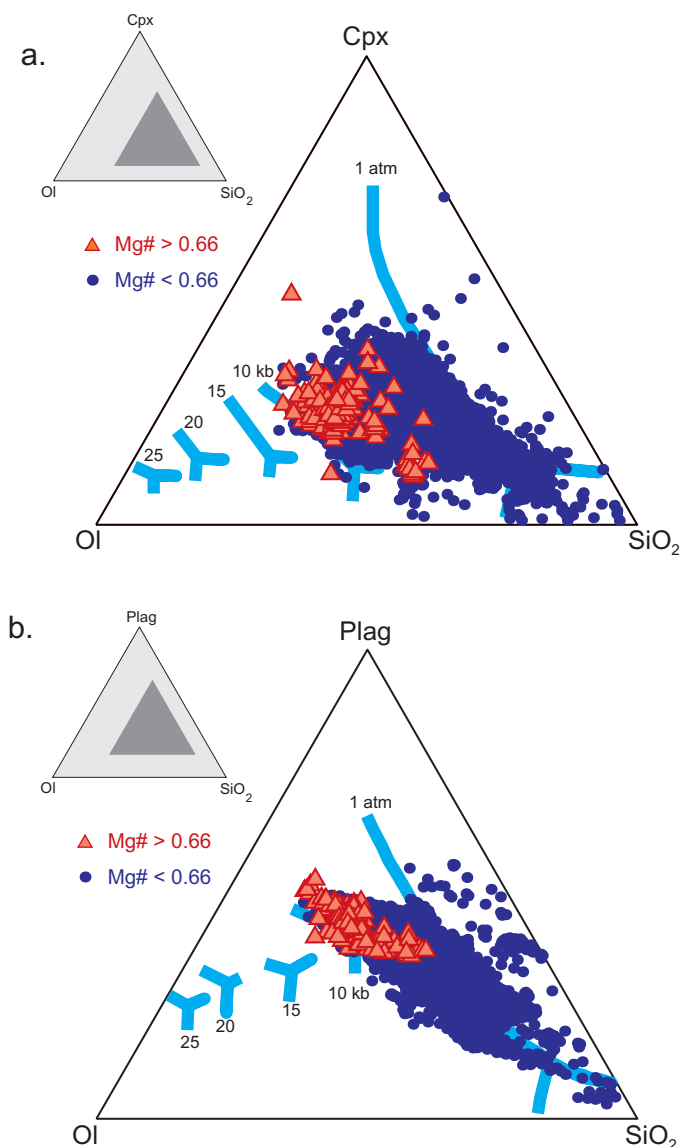 a.
Cpx
Ol
SiO₂
Cpx
1 atm
Mg# > 0.66
Mg# < 0.66
10 kb
15
20
25
Ol
SiO₂
b.
Plag
Ol
SiO₂
Plag
1 atm
Mg# > 0.66
Mg# < 0.66
10 kb
15
20
25
Ol
SiO₂